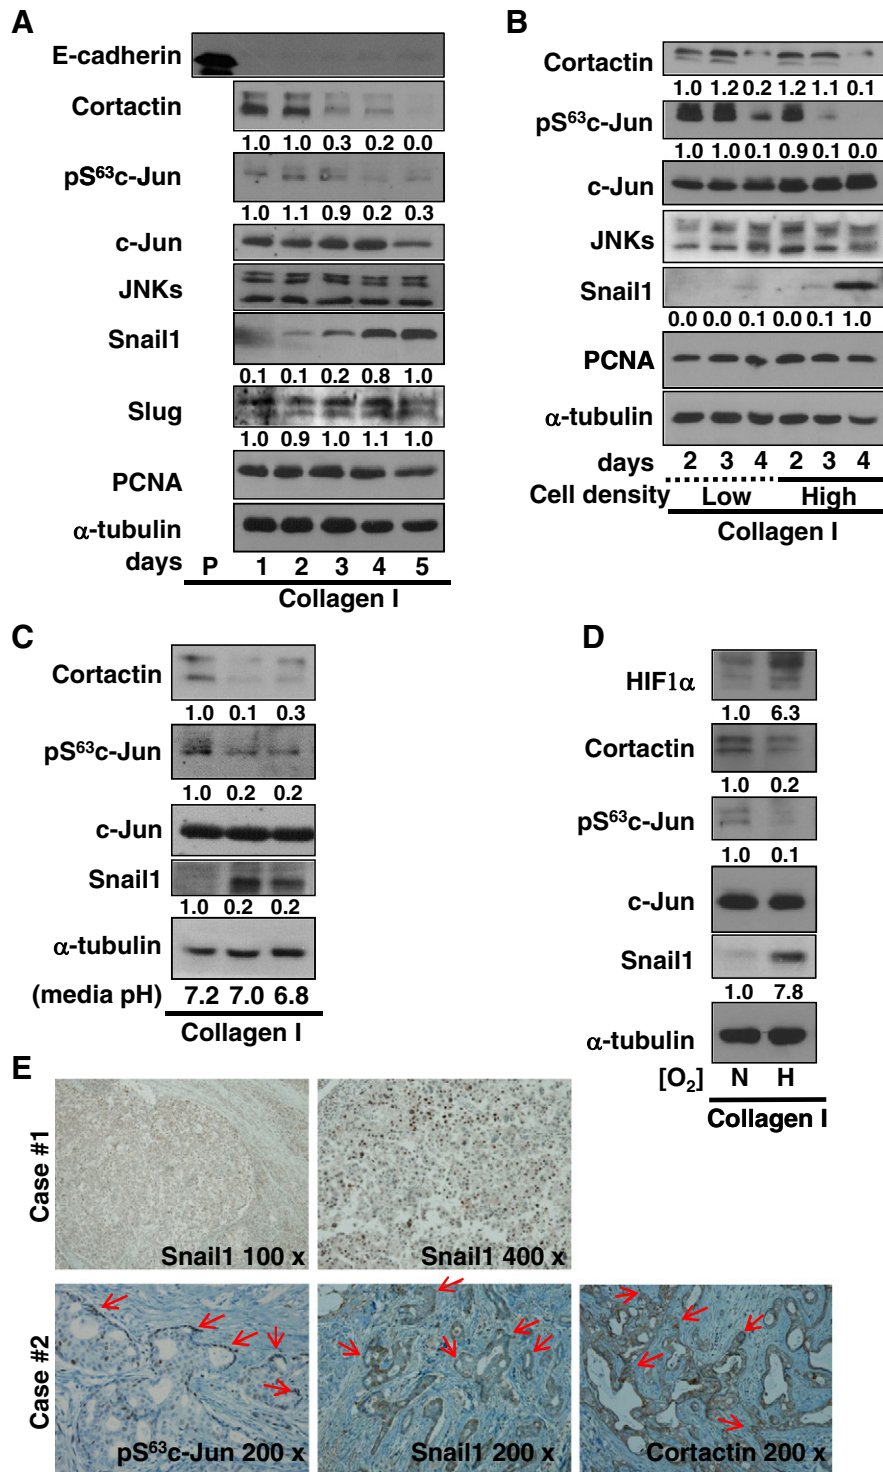 A
E-cadherin
Cortactin
1.0 1.0 0.3 0.2 0.0
pS⁶³c-Jun
1.0 1.1 0.9 0.2 0.3
c-Jun
JNKs
Snail1
0.1 0.1 0.2 0.8 1.0
Slug
1.0 0.9 1.0 1.1 1.0
PCNA
α-tubulin
days P 1 2 3 4 5
Collagen I
B
Cortactin
1.0 1.2 0.2 1.2 1.1 0.1
pS⁶³c-Jun
1.0 1.0 0.1 0.9 0.1 0.0
c-Jun
JNKs
Snail1
0.0 0.0 0.1 0.0 0.1 1.0
PCNA
α-tubulin
days 2 3 4 2 3 4
Cell density Low High
Collagen I
C
Cortactin
1.0 0.1 0.3
pS⁶³c-Jun
1.0 0.2 0.2
c-Jun
Snail1
1.0 0.2 0.2
α-tubulin
(media pH) 7.2 7.0 6.8
Collagen I
D
HIF1α
1.0 6.3
Cortactin
1.0 0.2
pS⁶³c-Jun
1.0 0.1
c-Jun
Snail1
1.0 7.8
α-tubulin
[O₂] N H
Collagen I
E
Case #1
Snail1 100 x
Snail1 400 x
Case #2
pS⁶³c-Jun 200 x
Snail1 200 x
Cortactin 200 x